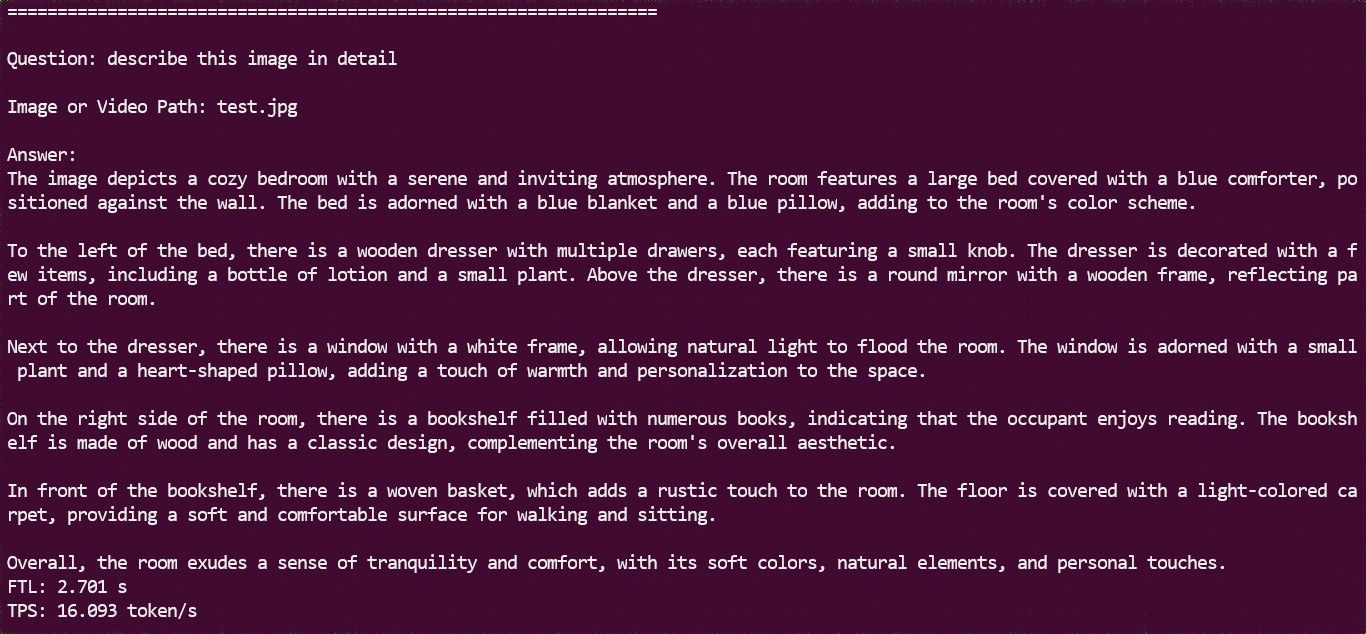 =================================================================
Question: describe this image in detail
Image or Video Path: test.jpg
Answer:
The image depicts a cozy bedroom with a serene and inviting atmosphere. The room features a large bed covered with a blue comforter, po
sitioned against the wall. The bed is adorned with a blue blanket and a blue pillow, adding to the room's color scheme.
To the left of the bed, there is a wooden dresser with multiple drawers, each featuring a small knob. The dresser is decorated with a f
ew items, including a bottle of lotion and a small plant. Above the dresser, there is a round mirror with a wooden frame, reflecting pa
rt of the room.
Next to the dresser, there is a window with a white frame, allowing natural light to flood the room. The window is adorned with a small
 plant and a heart-shaped pillow, adding a touch of warmth and personalization to the space.
On the right side of the room, there is a bookshelf filled with numerous books, indicating that the occupant enjoys reading. The booksh
elf is made of wood and has a classic design, complementing the room's overall aesthetic.
In front of the bookshelf, there is a woven basket, which adds a rustic touch to the room. The floor is covered with a light-colored ca
rpet, providing a soft and comfortable surface for walking and sitting.
Overall, the room exudes a sense of tranquility and comfort, with its soft colors, natural elements, and personal touches.
FTL: 2.701 s
TPS: 16.093 token/s